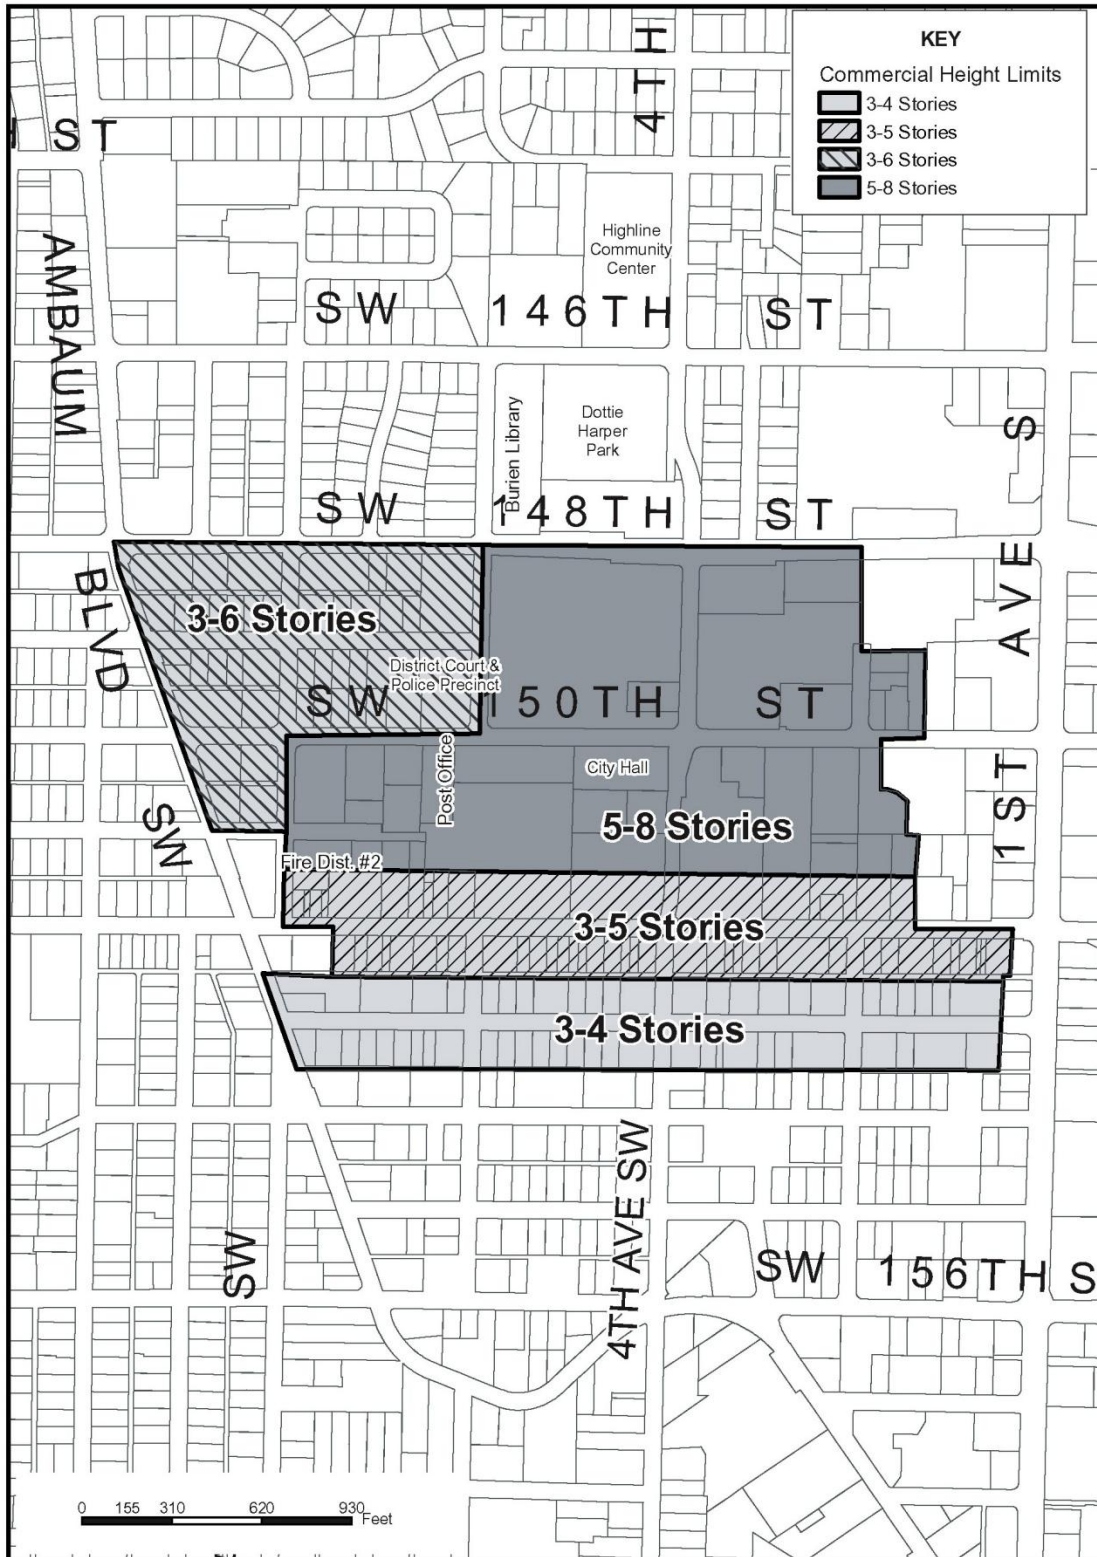 KEY
Commercial Height Limits
3-4 Stories
3-5 Stories
3-6 Stories
5-8 Stories
4TH
H ST
AMBAUM
Highline
Community
Center
SW 146TH ST
Burien Library
Dottie
Harper
Park
S
SW 148TH ST
AVE
BLVD
3-6 Stories
District Court &
Police Precinct
SW 150TH ST
Post Office
City Hall
1ST
SW
5-8 Stories
Fire Dist. #2
3-5 Stories
3-4 Stories
4TH AVE SW
SW
SW 156TH S
0 155 310 620 930
Feet